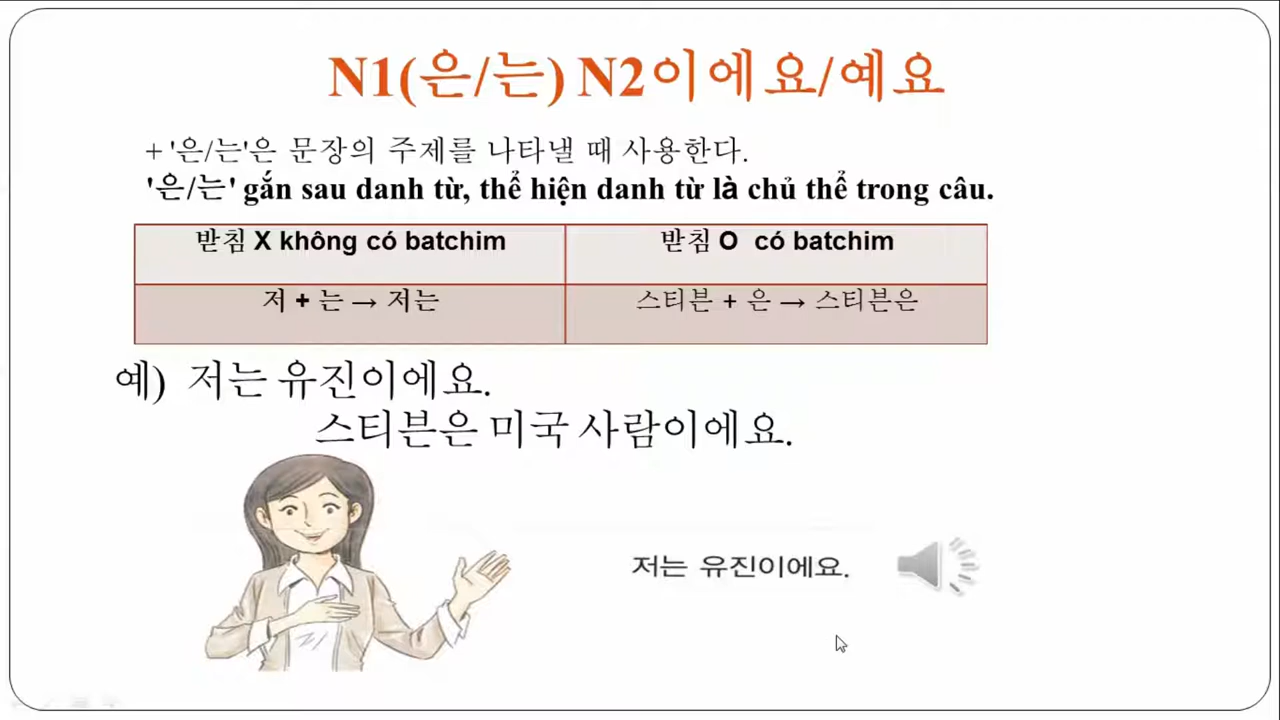 N1(은/는) N2이에요/예요
+ '은/는'은 문장의 주제를 나타낼 때 사용한다.
'은/는' gắn sau danh từ, thể hiện danh từ là chủ thể trong câu.
받침 X không có batchim
받침 O có batchim
저 + 는 → 저는
스티븐 + 은 → 스티븐은
예) 저는 유진이에요.
스티븐은 미국 사람이에요.
저는 유진이에요.